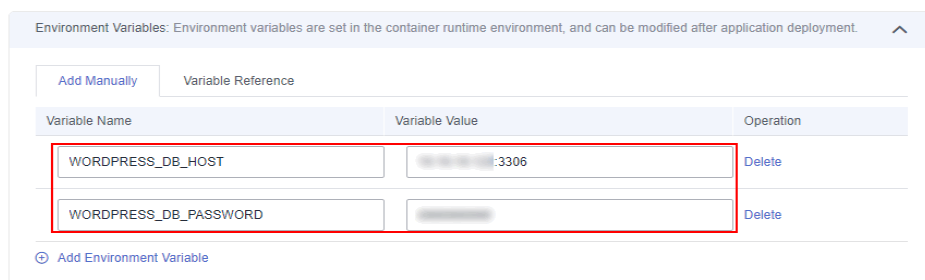 Environment Variables: Environment variables are set in the container runtime environment, and can be modified after application deployment.
Add Manually Variable Reference
Variable Name Variable Value Operation
WORDPRESS_DB_HOST :3306 Delete
WORDPRESS_DB_PASSWORD Delete
Add Environment Variable